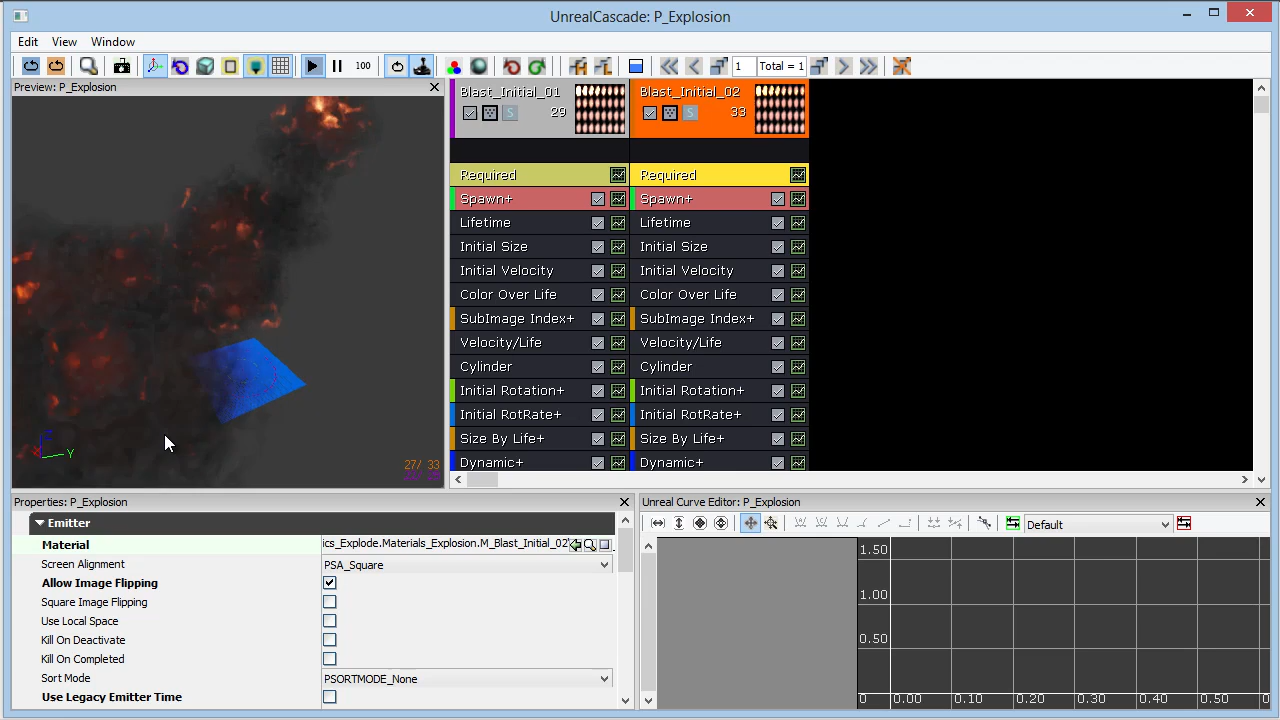 UnrealCascade: P_Explosion
Edit View Window
100 1 Total = 1
Preview: P_Explosion
Blast_Initial_01 Blast_Initial_02
S 29 S 33
Required Required
Spawn+ Spawn+
Lifetime Lifetime
Initial Size Initial Size
Initial Velocity Initial Velocity
Color Over Life Color Over Life
SubImage Index+ SubImage Index+
Velocity/Life Velocity/Life
Cylinder Cylinder
Initial Rotation+ Initial Rotation+
Initial RotRate+ Initial RotRate+
Size By Life+ Size By Life+
Dynamic+ Dynamic+
Z
X Y
27/ 33
Properties: P_Explosion
Emitter
Material ics_Explode.Materials_Explosion.M_Blast_Initial_02'
Screen Alignment PSA_Square
Allow Image Flipping
Square Image Flipping
Use Local Space
Kill On Deactivate
Kill On Completed
Sort Mode PSORTMODE_None
Use Legacy Emitter Time
Unreal Curve Editor: P_Explosion
Default
1.50
1.00
0.50
0 0.00 0.10 0.20 0.30 0.40 0.50 0.60